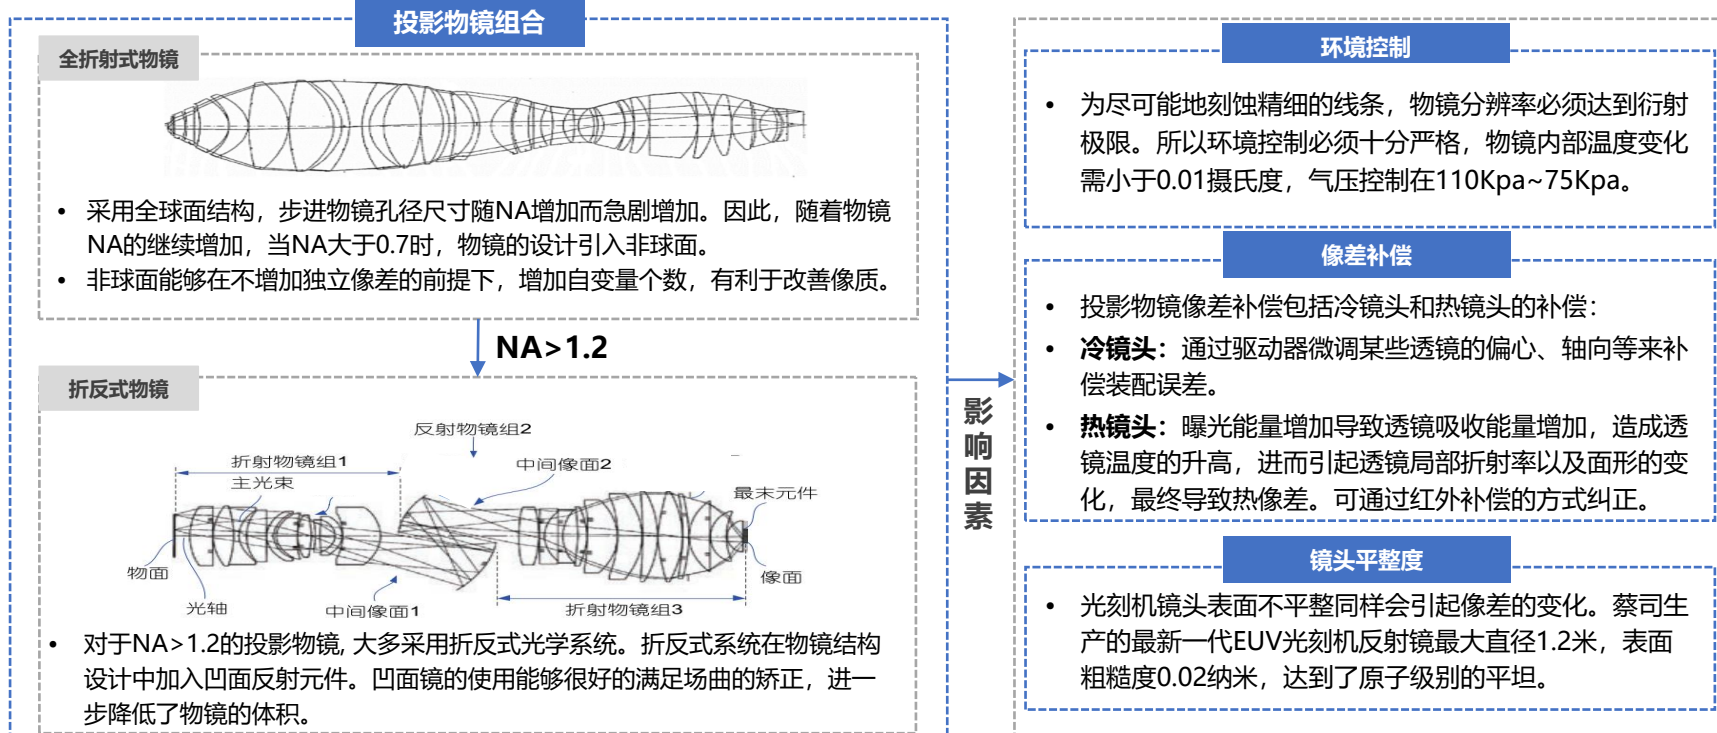 投影物镜组合
全折射式物镜
• 采用全球面结构，步进物镜孔径尺寸随NA增加而急剧增加。因此，随着物镜
NA的继续增加，当NA大于0.7时，物镜的设计引入非球面。
• 非球面能够在不增加独立像差的前提下，增加自变量个数，有利于改善像质。
NA>1.2
折反式物镜
反射物镜组2
折射物镜组1
中间像面2
主光束
最末元件
物面
像面
光轴
中间像面1
折射物镜组3
• 对于NA>1.2的投影物镜, 大多采用折反式光学系统。折反式系统在物镜结构
设计中加入凹面反射元件。凹面镜的使用能够很好的满足场曲的矫正，进一
步降低了物镜的体积。
影
响
因
素
环境控制
• 为尽可能地刻蚀精细的线条，物镜分辨率必须达到衍射
极限。所以环境控制必须十分严格，物镜内部温度变化
需小于0.01摄氏度，气压控制在110Kpa~75Kpa。
像差补偿
• 投影物镜像差补偿包括冷镜头和热镜头的补偿：
• 冷镜头：通过驱动器微调某些透镜的偏心、轴向等来补
偿装配误差。
• 热镜头：曝光能量增加导致透镜吸收能量增加，造成透
镜温度的升高，进而引起透镜局部折射率以及面形的变
化，最终导致热像差。可通过红外补偿的方式纠正。
镜头平整度
• 光刻机镜头表面不平整同样会引起像差的变化。蔡司生
产的最新一代EUV光刻机反射镜最大直径1.2米，表面
粗糙度0.02纳米，达到了原子级别的平坦。